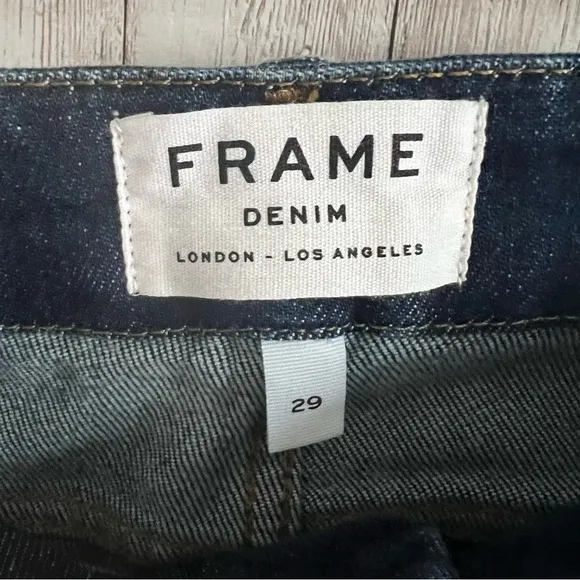 FRAME
DENIM
LONDON - LOS ANGELES
29